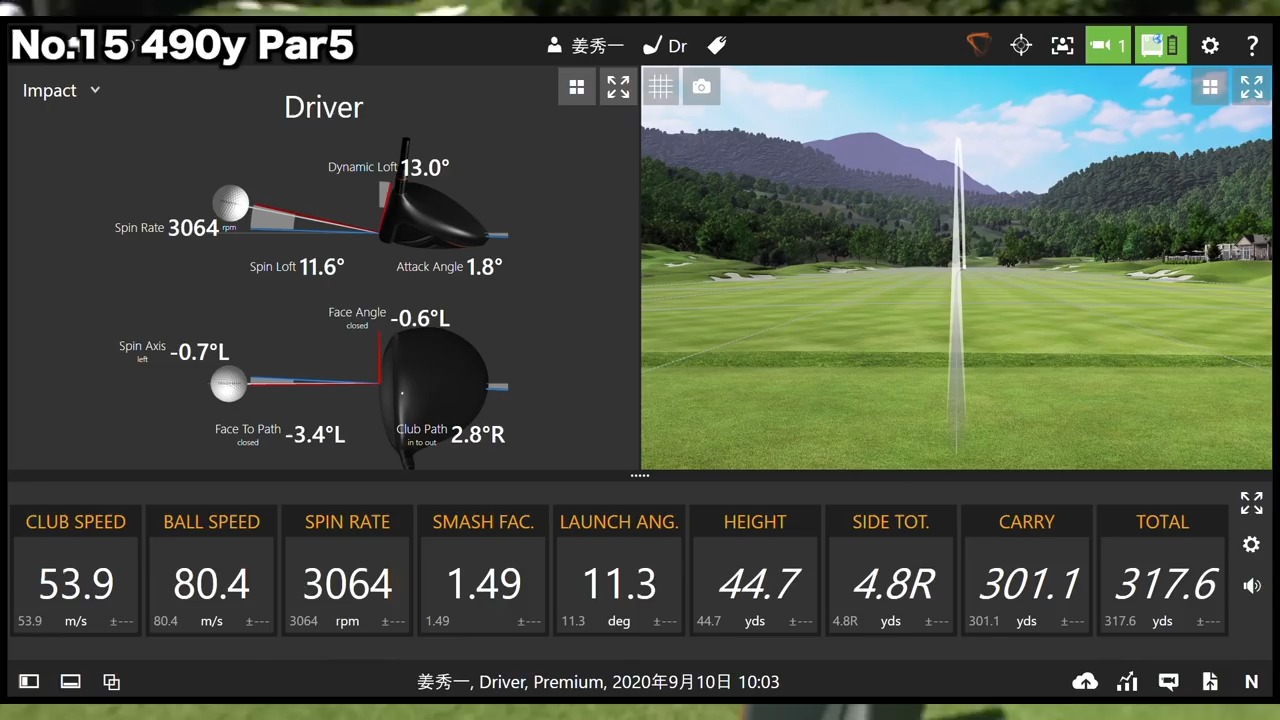 No:15 490y Par5
姜秀一
Dr
1
?
Impact
Driver
Dynamic Loft 13.0°
Spin Rate 3064 rpm
Spin Loft 11.6°
Attack Angle 1.8°
Face Angle -0.6°L
closed
Spin Axis -0.7°L
left
Face To Path -3.4°L
closed
Club Path 2.8°R
in to out
CLUB SPEED BALL SPEED SPIN RATE SMASH FAC. LAUNCH ANG. HEIGHT SIDE TOT. CARRY TOTAL
53.9 80.4 3064 1.49 11.3 44.7 4.8R 301.1 317.6
53.9 m/s ±--- 80.4 m/s ±--- 3064 rpm ±--- 1.49 ±--- 11.3 deg ±--- 44.7 yds ±--- 4.8R yds ±--- 301.1 yds ±--- 317.6 yds ±---
姜秀一, Driver, Premium, 2020年9月10日 10:03
N